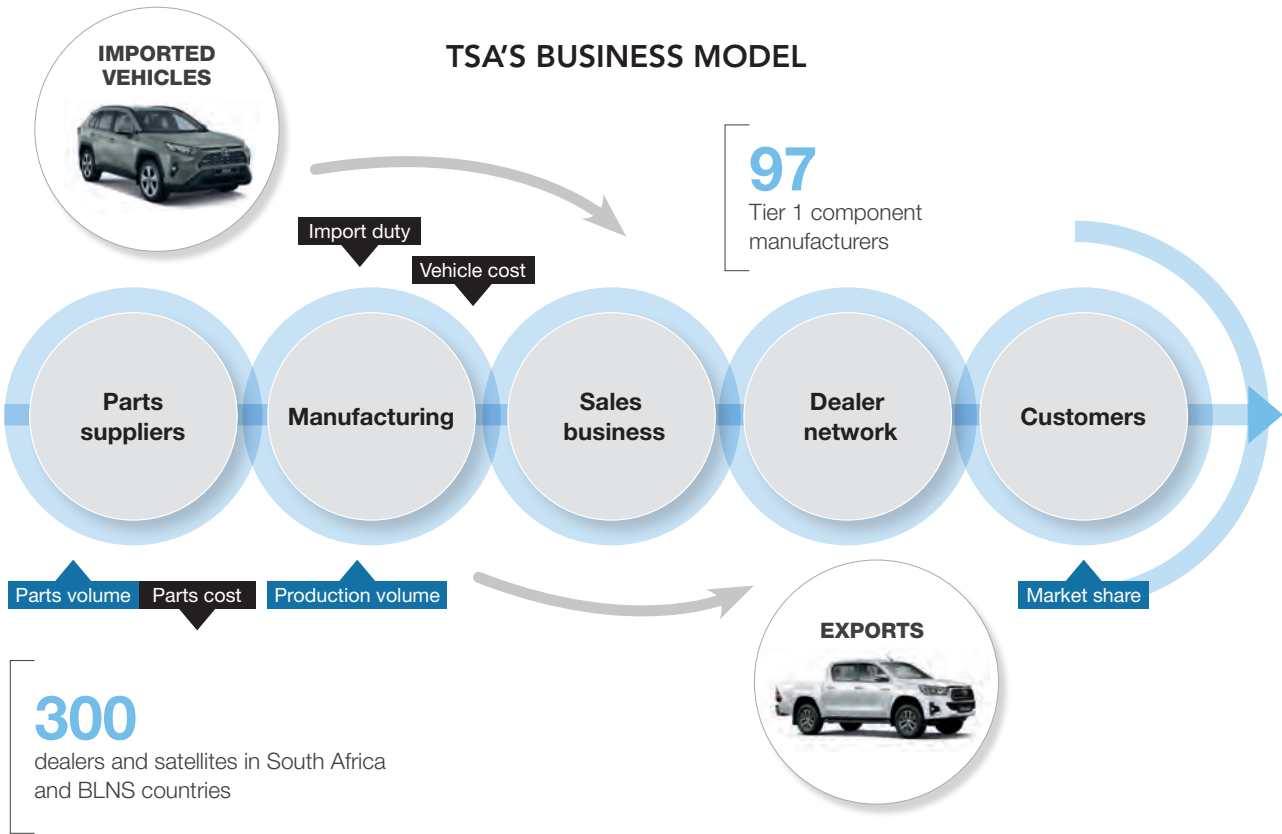 IMPORTED
VEHICLES
TSA'S BUSINESS MODEL
97
Tier 1 component
manufacturers
Import duty
Vehicle cost
Parts
suppliers
Manufacturing
Sales
business
Dealer
network
Customers
Parts volume
Parts cost
Production volume
Market share
EXPORTS
300
dealers and satellites in South Africa
and BLNS countries